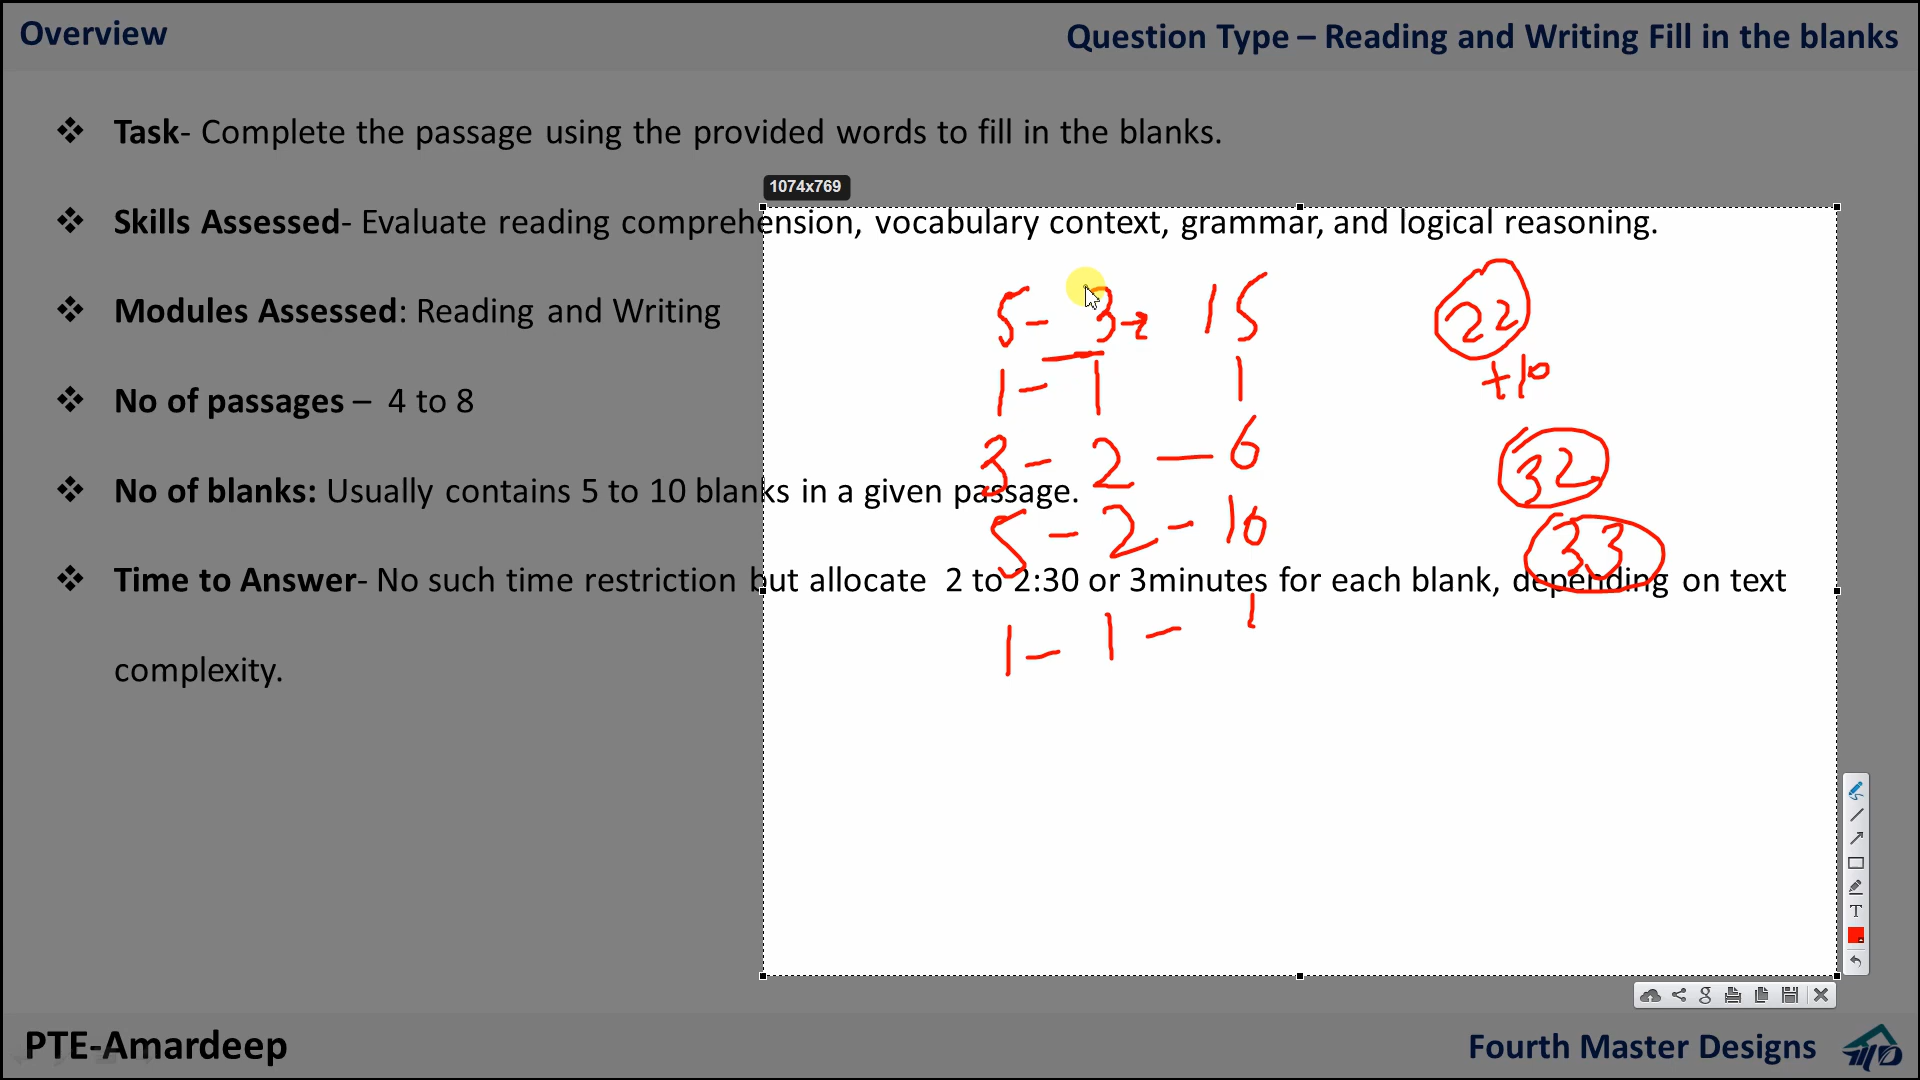 Overview
Question Type – Reading and Writing Fill in the blanks
Task- Complete the passage using the provided words to fill in the blanks.
1074x769
Skills Assessed- Evaluate reading comprehension, vocabulary context, grammar, and logical reasoning.
5 - 3 → 15
22
Modules Assessed: Reading and Writing
1 - 1 1
+10
No of passages – 4 to 8
3 - 2 — 6
32
No of blanks: Usually contains 5 to 10 blanks in a given passage.
5 - 2 - 10
33
Time to Answer- No such time restriction but allocate 2 to 2:30 or 3minutes for each blank, depending on text
complexity.
1 - 1 - 1
PTE-Amardeep
Fourth Master Designs